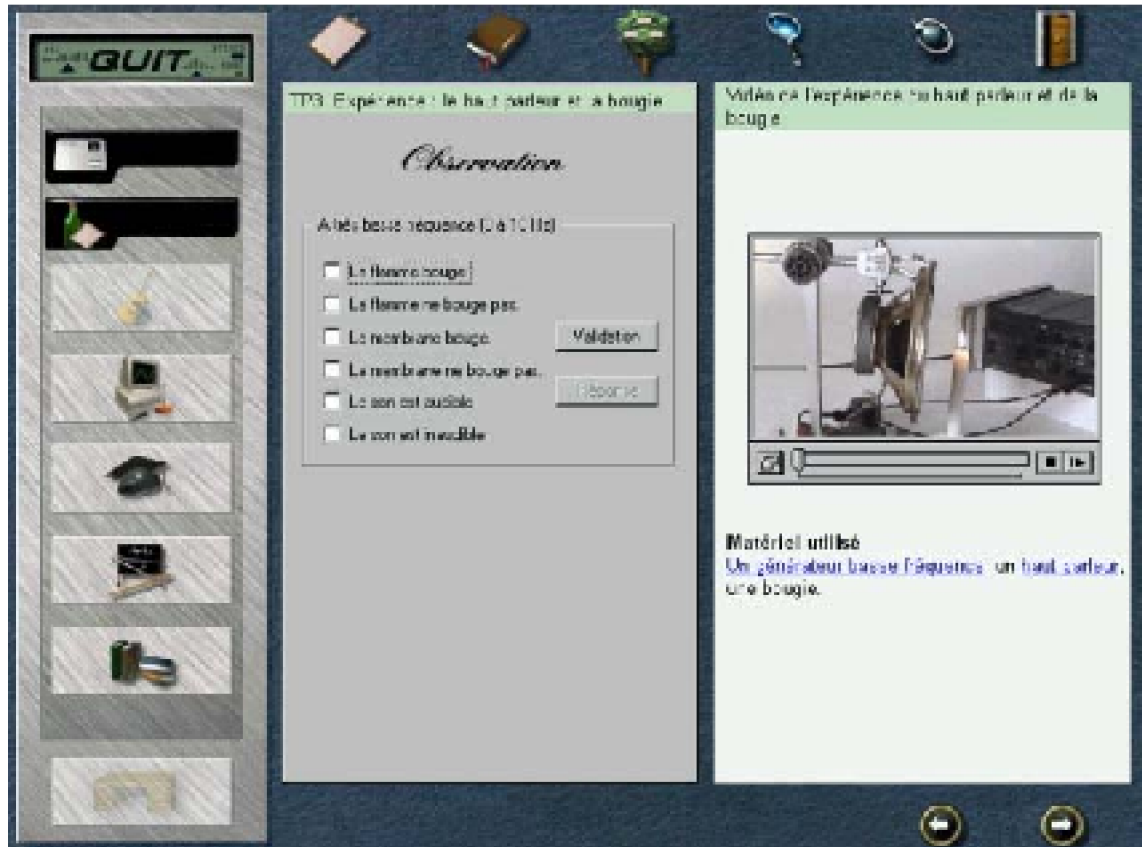 QUIT
TP3 Expérience : le haut parleur et la bougie
Vidéo de l'expérience du haut parleur et de la
bougie
Observation
A très basse fréquence (0 à 10 Hz)
La flamme bouge
La flamme ne bouge pas.
La membrane bouge.
La membrane ne bouge pas.
Le son est audible
Le son est inaudible
Validation
Réponse
Matériel utilisé
Un générateur basse fréquence, un haut parleur,
une bougie.